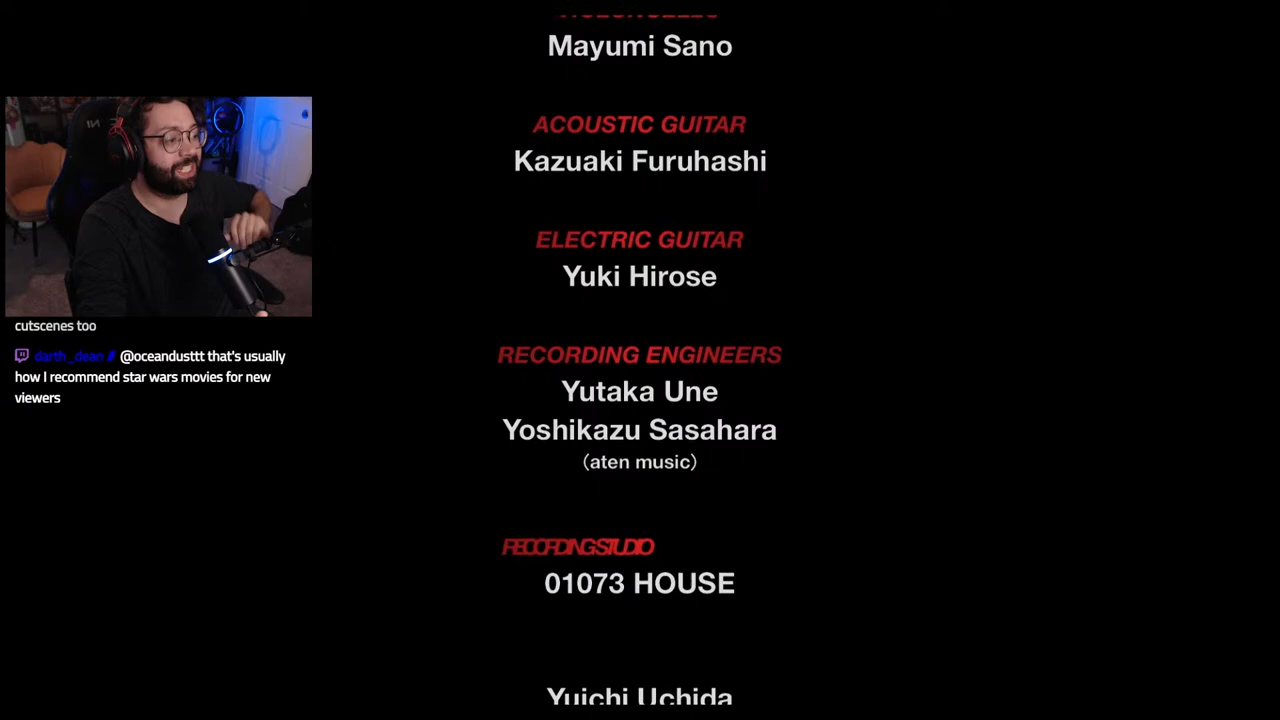 Mayumi Sano
ACOUSTIC GUITAR
Kazuaki Furuhashi
ELECTRIC GUITAR
Yuki Hirose
RECORDING ENGINEERS
Yutaka Une
Yoshikazu Sasahara
(aten music)
RECORDING STUDIO
01073 HOUSE
Yuichi Uchida
cutscenes too
darth_dean // @oceandusttt that's usually
how I recommend star wars movies for new
viewers